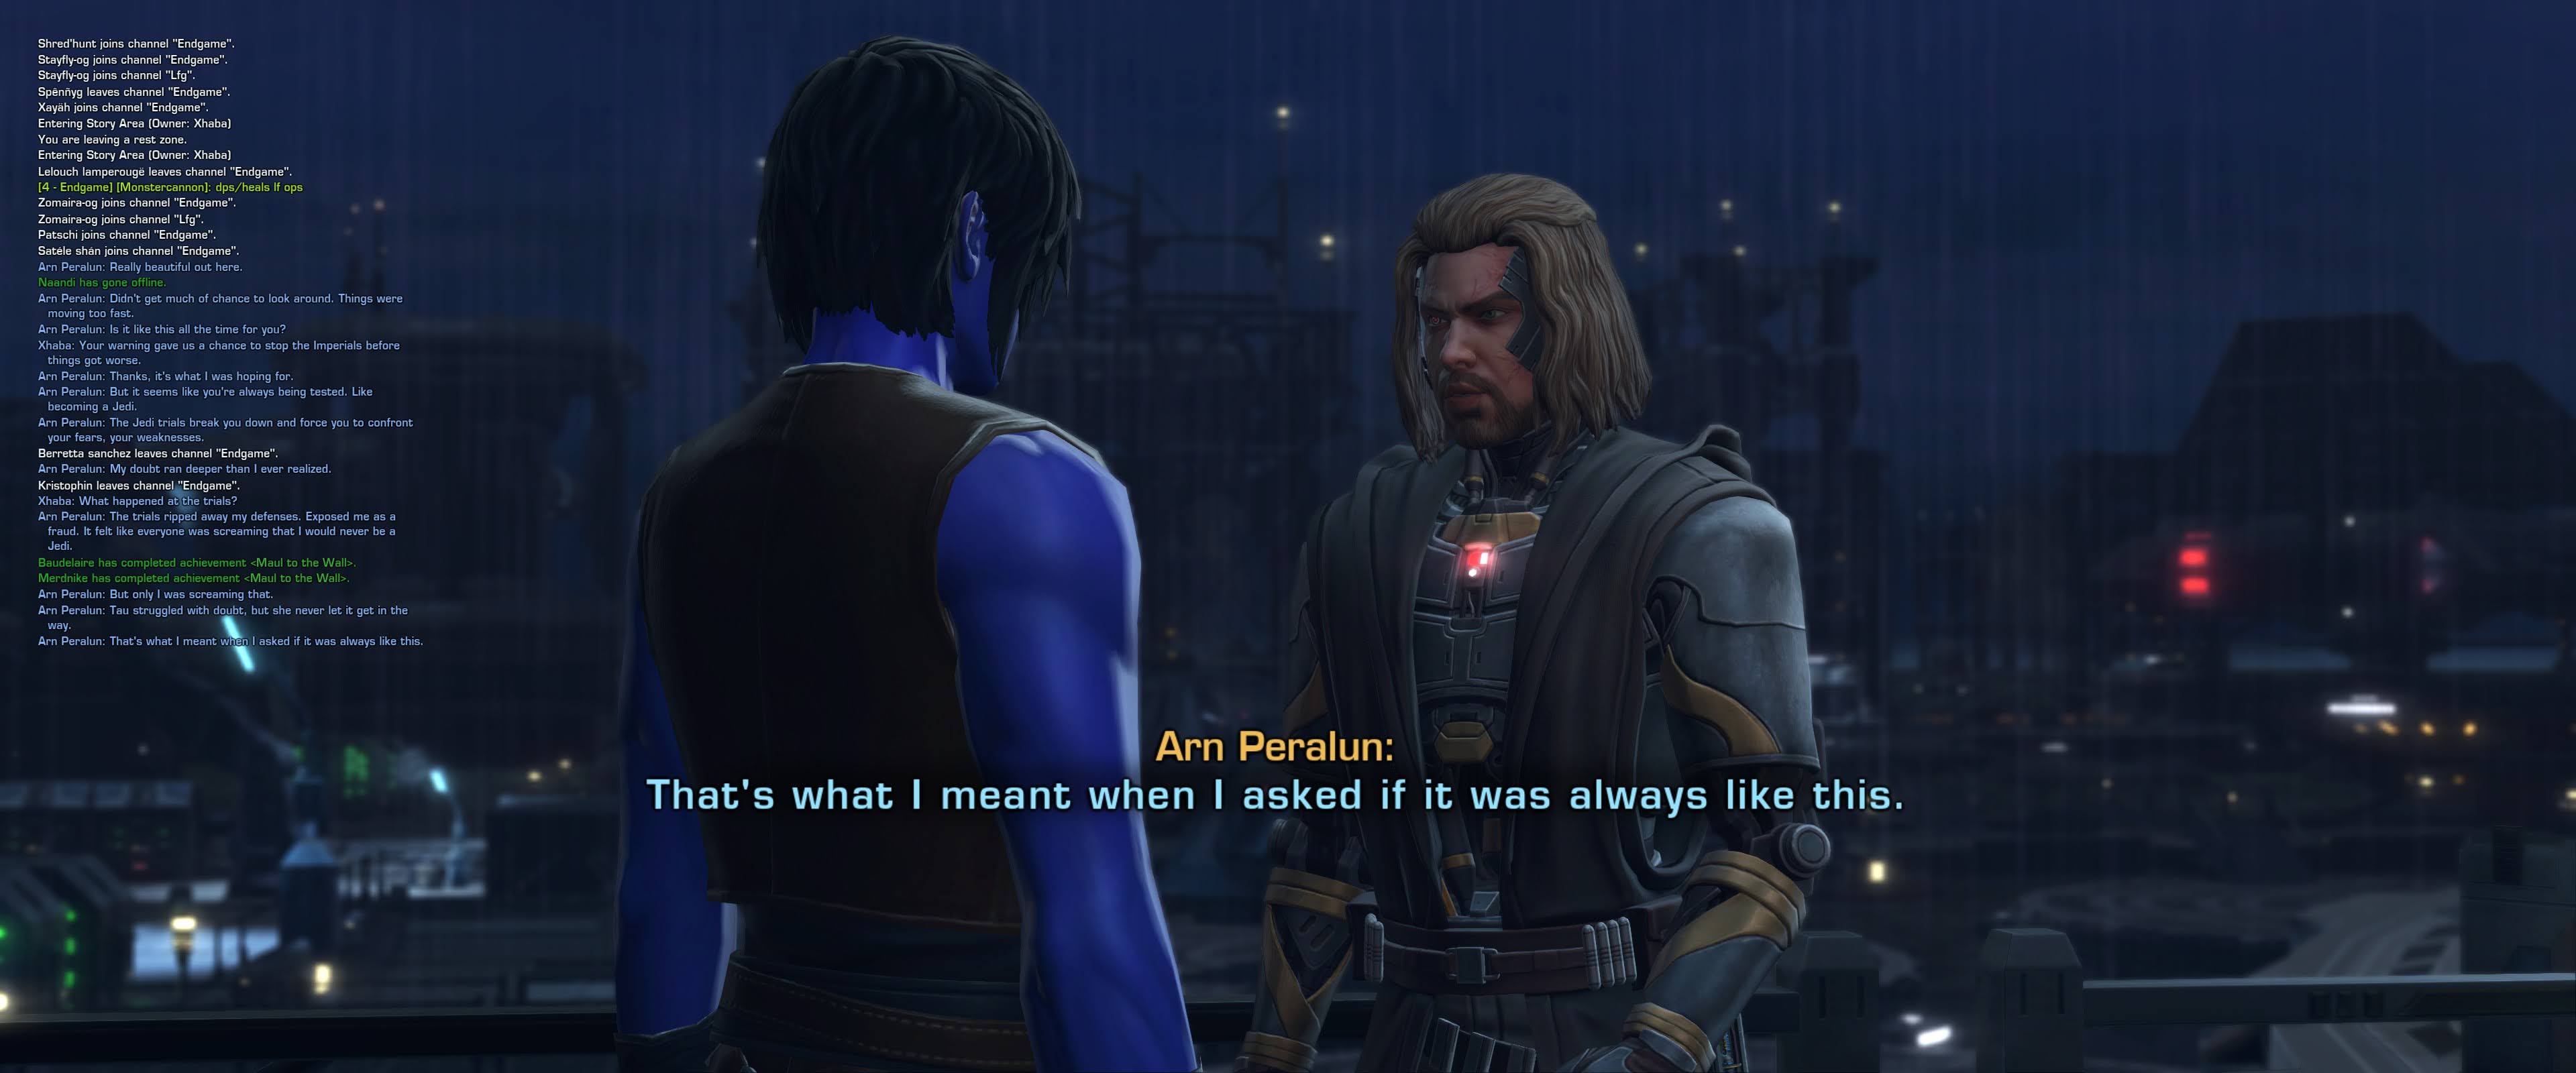 Shred'hunt joins channel "Endgame".
Stayfly-og joins channel "Endgame".
Stayfly-og joins channel "Lfg".
Spênñyg leaves channel "Endgame".
Xayäh joins channel "Endgame".
Entering Story Area (Owner: Xhaba)
You are leaving a rest zone.
Entering Story Area (Owner: Xhaba)
Lelouch lamperougë leaves channel "Endgame".
[4 - Endgame] [Monstercannon]: dps/heals lf ops
Zomaira-og joins channel "Endgame".
Zomaira-og joins channel "Lfg".
Patschi joins channel "Endgame".
Satéle shán joins channel "Endgame".
Arn Peralun: Really beautiful out here.
Naandi has gone offline.
Arn Peralun: Didn't get much of chance to look around. Things were
moving too fast.
Arn Peralun: Is it like this all the time for you?
Xhaba: Your warning gave us a chance to stop the Imperials before
things got worse.
Arn Peralun: Thanks, it's what I was hoping for.
Arn Peralun: But it seems like you're always being tested. Like
becoming a Jedi.
Arn Peralun: The Jedi trials break you down and force you to confront
your fears, your weaknesses.
Berretta sanchez leaves channel "Endgame".
Arn Peralun: My doubt ran deeper than I ever realized.
Kristophin leaves channel "Endgame".
Xhaba: What happened at the trials?
Arn Peralun: The trials ripped away my defenses. Exposed me as a
fraud. It felt like everyone was screaming that I would never be a
Jedi.
Baudelaire has completed achievement <Maul to the Wall>.
Merdnike has completed achievement <Maul to the Wall>.
Arn Peralun: But only I was screaming that.
Arn Peralun: Tau struggled with doubt, but she never let it get in the
way.
Arn Peralun: That's what I meant when I asked if it was always like this.
Arn Peralun:
That's what I meant when I asked if it was always like this.